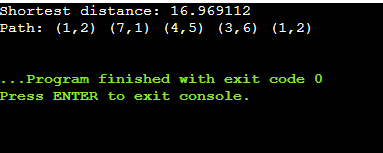 Shortest distance: 16.969112
Path: (1,2) (7,1) (4,5) (3,6) (1,2)
...Program finished with exit code 0
Press ENTER to exit console.